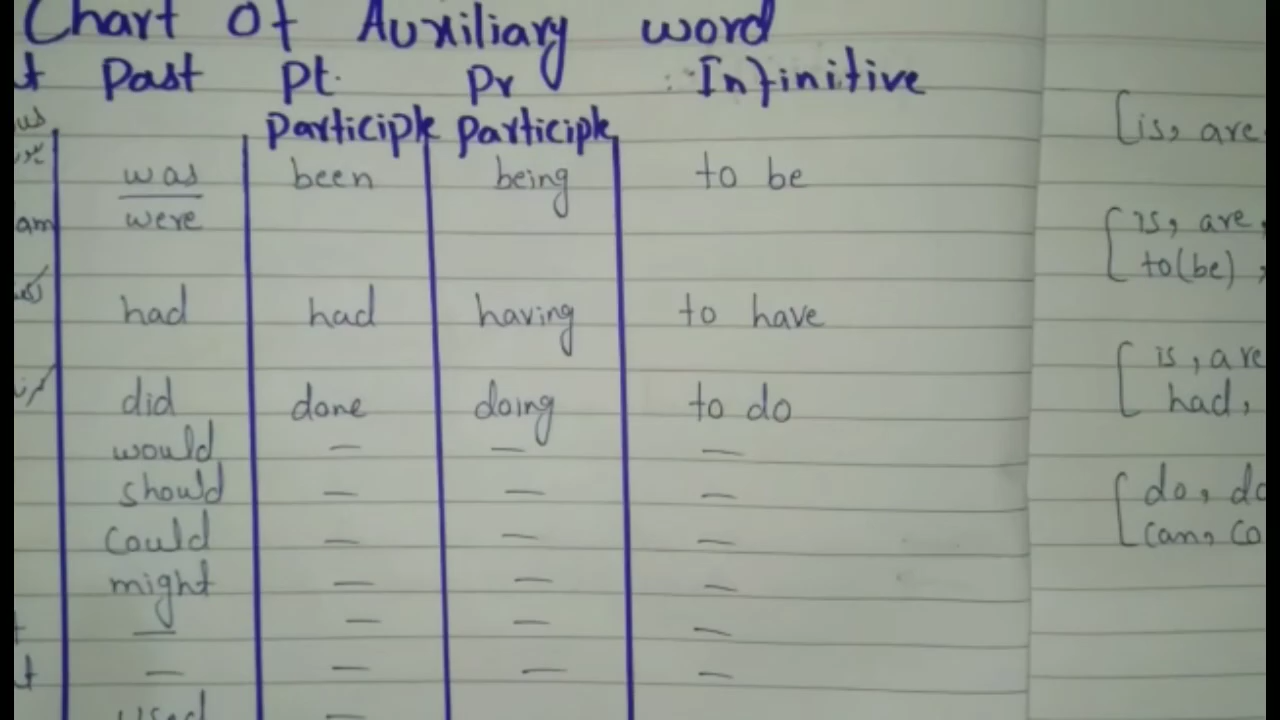 Chart Of Auxiliary word
Past Pt. Pr Infinitive
participle participle
[is, are
was been being to be
were
am
is, are,
to(be),
had had having to have
is, are
had,
did done doing to do
would — — —
should — — —
do, do
could — — —
can, co
might — — —
— — — —
— — — —
used —